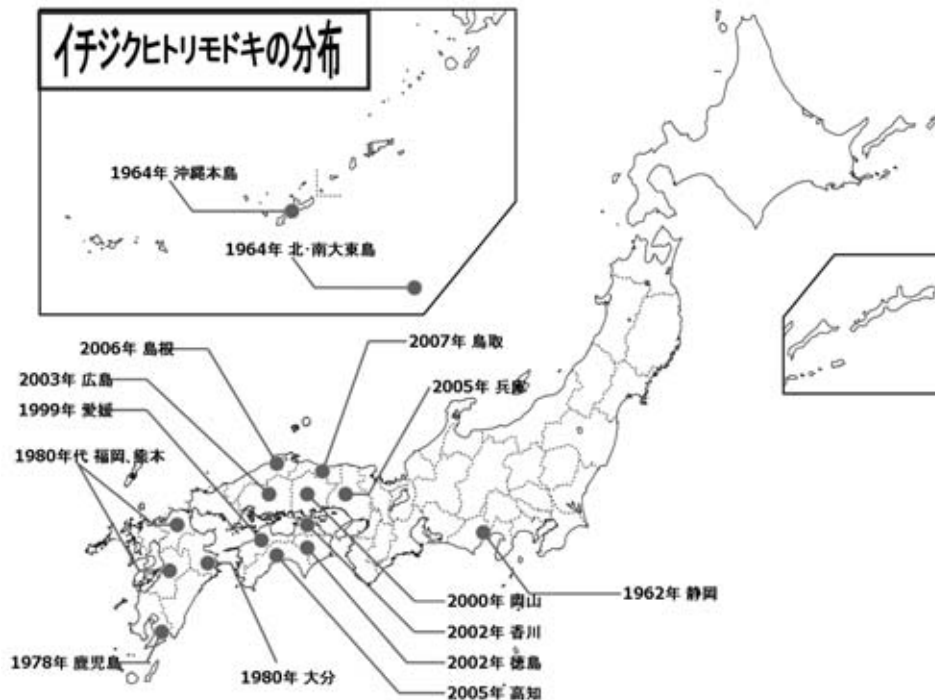 イチジクヒトリモドキの分布
1964年 沖縄本島
1964年 北・南大東島
2006年 島根
2007年 鳥取
2003年 広島
2005年 兵庫
1999年 愛媛
1980年代 福岡、熊本
2000年 岡山
1962年 静岡
2002年 香川
2002年 徳島
1978年 鹿児島
1980年 大分
2005年 高知